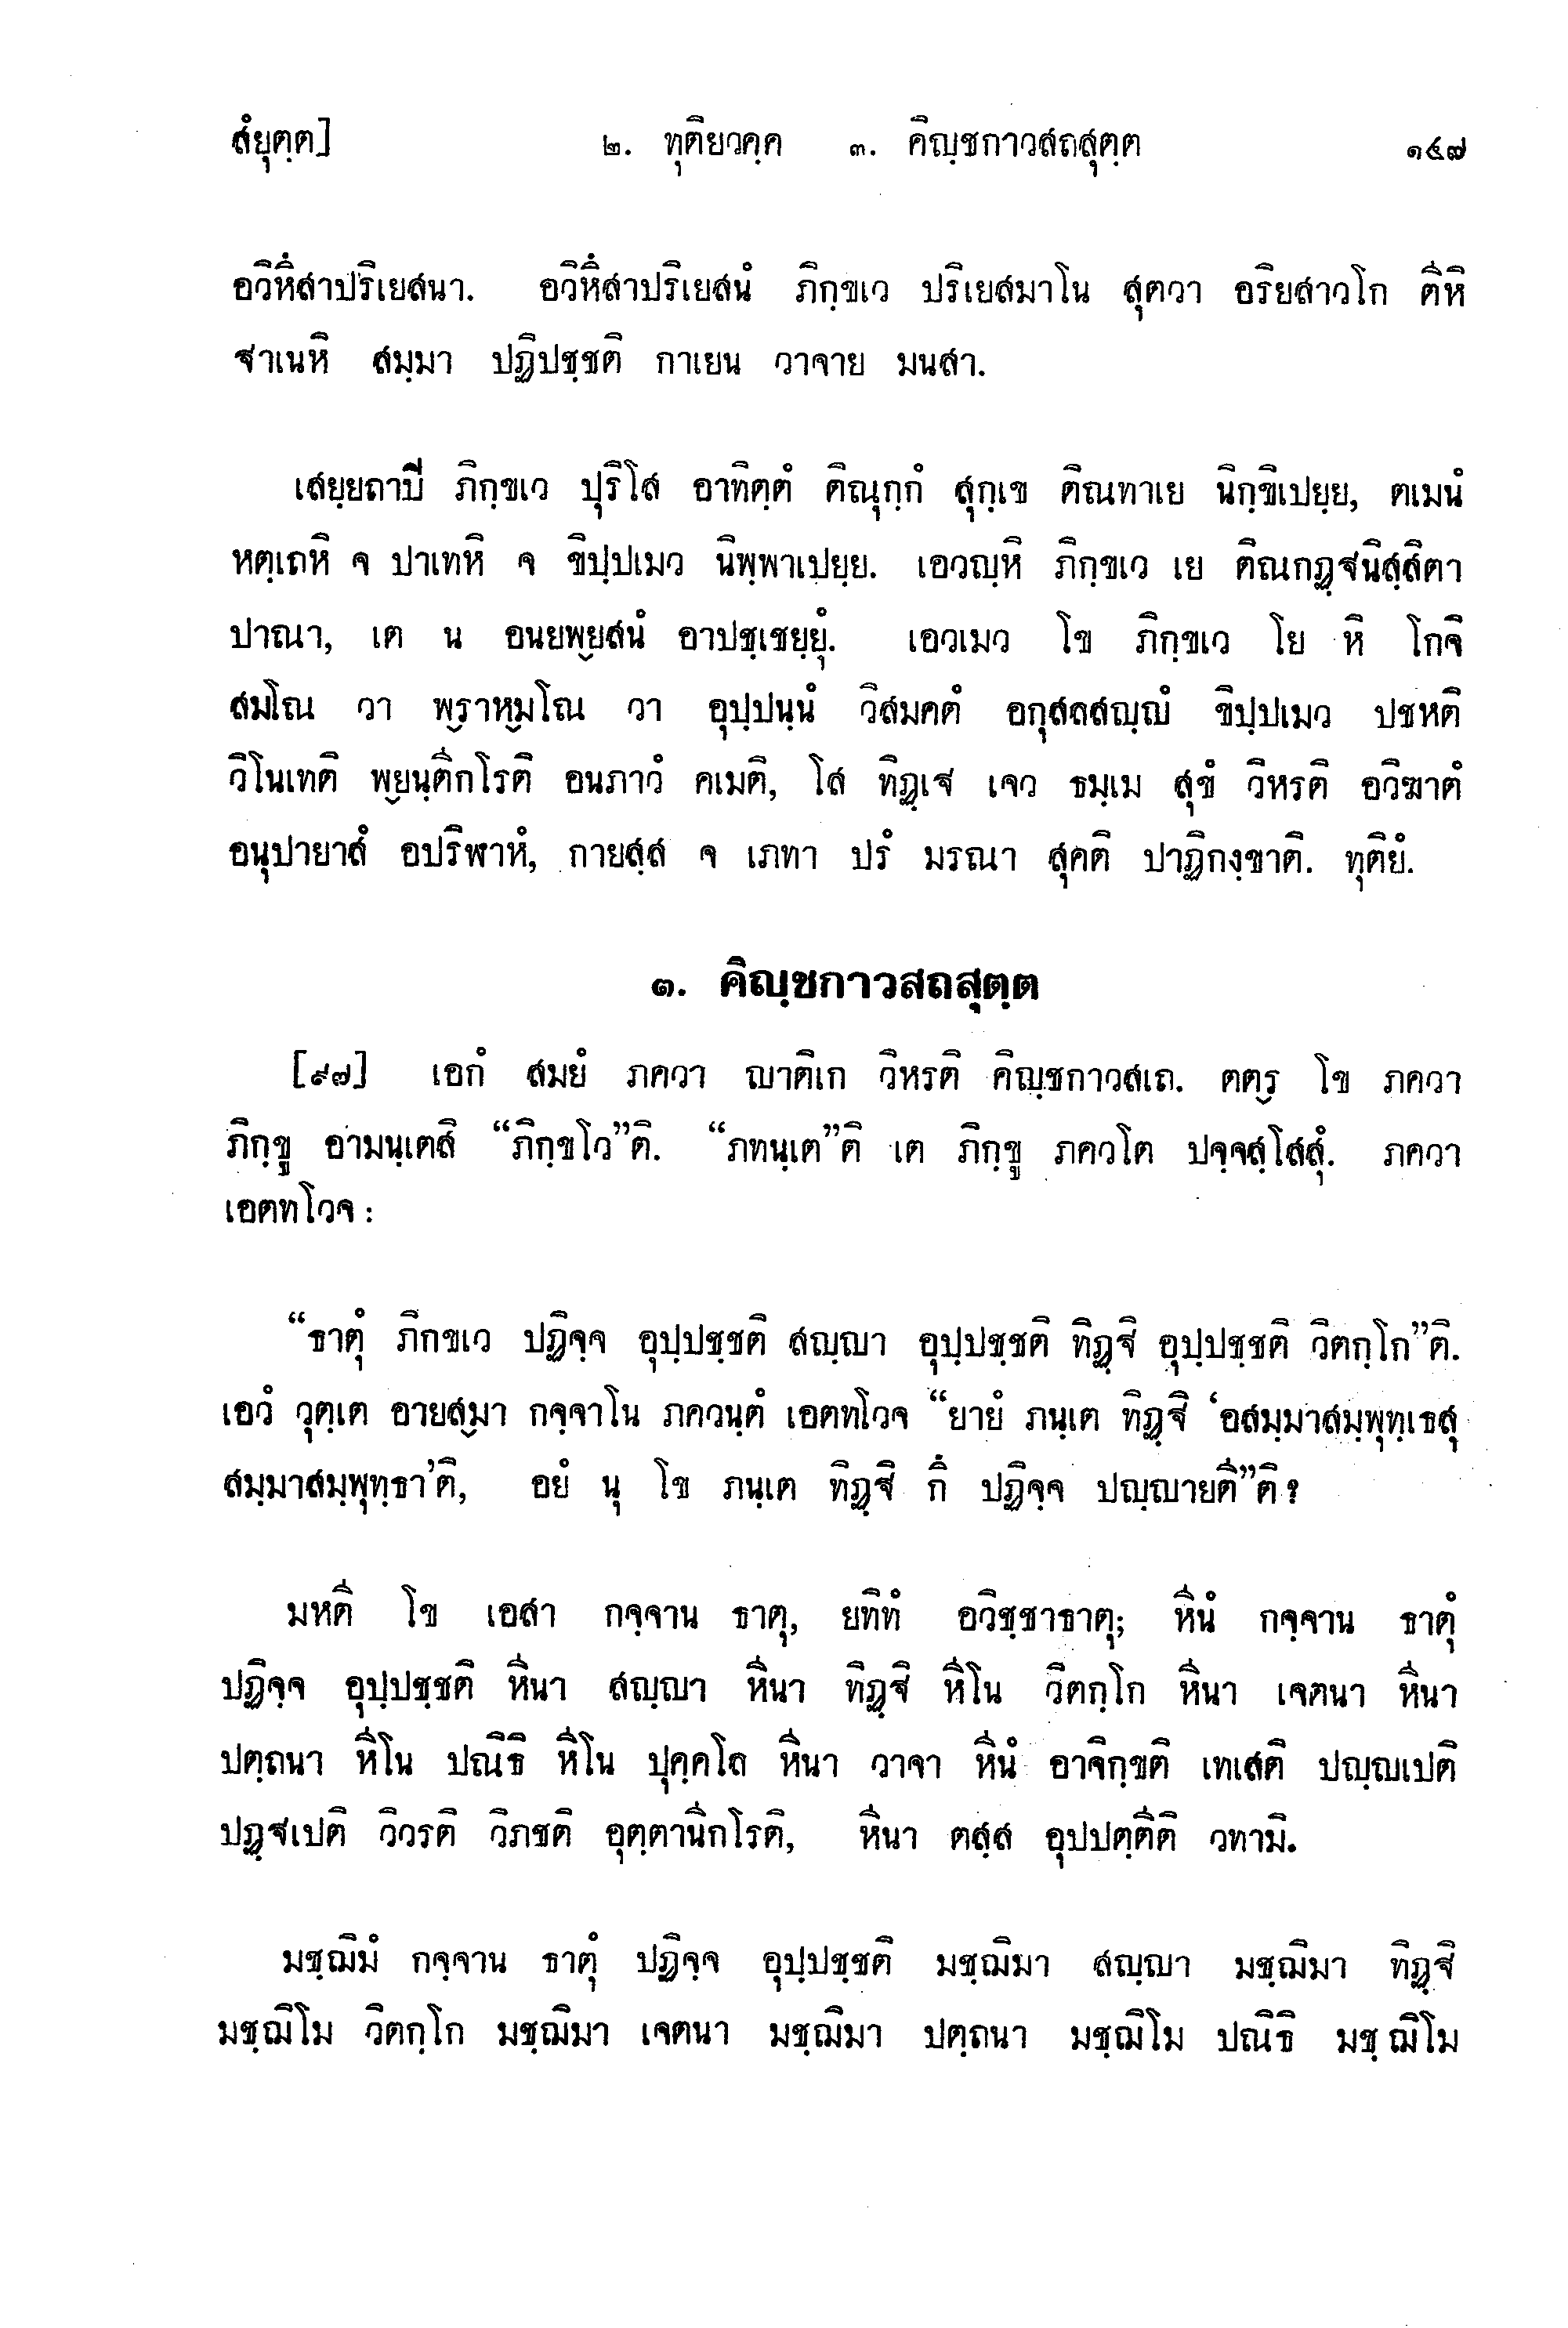 สํยุตฺต]	๒. ทุติยวคฺค ๓. คิญฺชกาวสถสุตฺต	๑๔๗
อวิหึสาปริเยสนา. อวิหึสาปริเยสนํ ภิกฺขเว ปริเยสมาโน สุตวา อริยสาวโก ตีหิ
ฐาเนหิ สมฺมา ปฏิปชฺชติ กาเยน วาจาย มนสา.
เสยฺยถาปิ ภิกฺขเว ปุริโส อาทิตฺตํ ติณุกฺกํ สุกฺเข ติณทาเย นิกฺขิเปยฺย, ตเมนํ
หตฺเถหิ จ ปาเทหิ จ ขิปฺปเมว นิพฺพาเปยฺย. เอวญฺหิ ภิกฺขเว เย ติณกฏฺฐนิสฺสิตา
ปาณา, เต น อนยพฺยสนํ อาปชฺเชยฺยุํ. เอวเมว โข ภิกฺขเว โย หิ โกจิ
สมโณ วา พฺราหฺมโณ วา อุปฺปนฺนํ วิสมคตํ อกุสลสญฺญํ ขิปฺปเมว ปชหติ
วิโนเทติ พฺยนฺตีกโรติ อนภาวํ คเมติ, โส ทิฏฺเฐ เจว ธมฺเม สุขํ วิหรติ อวิฆาตํ
อนุปายาสํ อปริฬาหํ, กายสฺส จ เภทา ปรํ มรณา สุคติ ปาฏิกงฺขาติ. ทุติยํ.
๓. คิญฺชกาวสถสุตฺต
[๙๗] เอกํ สมยํ ภควา ญาติเก วิหรติ คิญฺชกาวสเถ. ตตฺร โข ภควา
ภิกฺขู อามนฺเตสิ “ภิกฺขโว”ติ. “ภทนฺเต”ติ เต ภิกฺขู ภควโต ปจฺจสฺโสสุํ. ภควา
เอตทโวจ :
“ธาตุํ ภิกขเว ปฏิจฺจ อุปฺปชฺชติ สญฺญา อุปฺปชฺชติ ทิฏฺฐิ อุปฺปชฺชติ วิตกฺโก”ติ.
เอวํ วุตฺเต อายสฺมา กจฺจาโน ภควนฺตํ เอตทโวจ “ยายํ ภนฺเต ทิฏฺฐิ ‘อสมฺมาสมฺพุทฺเธสุ
สมฺมาสมฺพุทฺธา’ติ, อยํ นุ โข ภนฺเต ทิฏฺฐิ กึ ปฏิจฺจ ปญฺญายตี”ติ ?
มหตี โข เอสา กจฺจาน ธาตุ, ยทิทํ อวิชฺชาธาตุ; หีนํ กจฺจาน ธาตุํ
ปฏิจฺจ อุปฺปชฺชติ หีนา สญฺญา หีนา ทิฏฺฐิ หีโน วิตกฺโก หีนา เจตนา หีนา
ปตฺถนา หีโน ปณิธิ หีโน ปุคฺคโล หีนา วาจา หีนํ อาจิกฺขติ เทเสติ ปญฺญเปติ
ปฏฺฐเปติ วิวรติ วิภชติ อุตฺตานีกโรติ, หีนา ตสฺส อุปปตฺตีติ วทามิ.
มชฺฌิมํ กจฺจาน ธาตุํ ปฏิจฺจ อุปฺปชฺชติ มชฺฌิมา สญฺญา มชฺฌิมา ทิฏฺฐิ
มชฺฌิโม วิตกฺโก มชฺฌิมา เจตนา มชฺฌิมา ปตฺถนา มชฺฌิโม ปณิธิ มชฺฌิโม